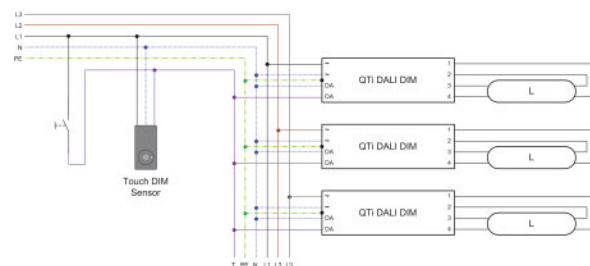 L3
L2
L1
N
PE
~
~
DA
DA
QTi DALI DIM
1
2
3
4
L
~
~
DA
DA
QTi DALI DIM
1
2
3
4
L
Touch DIM
Sensor
~
~
DA
DA
QTi DALI DIM
1
2
3
4
L
T PE N L1 L2 L3